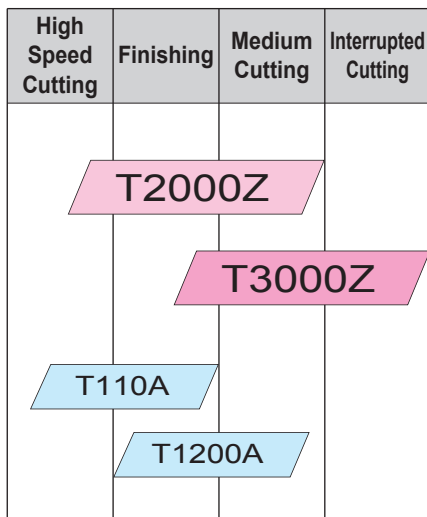 High
Speed
Cutting
Finishing
Medium
Cutting
Interrupted
Cutting
T2000Z
T3000Z
T110A
T1200A